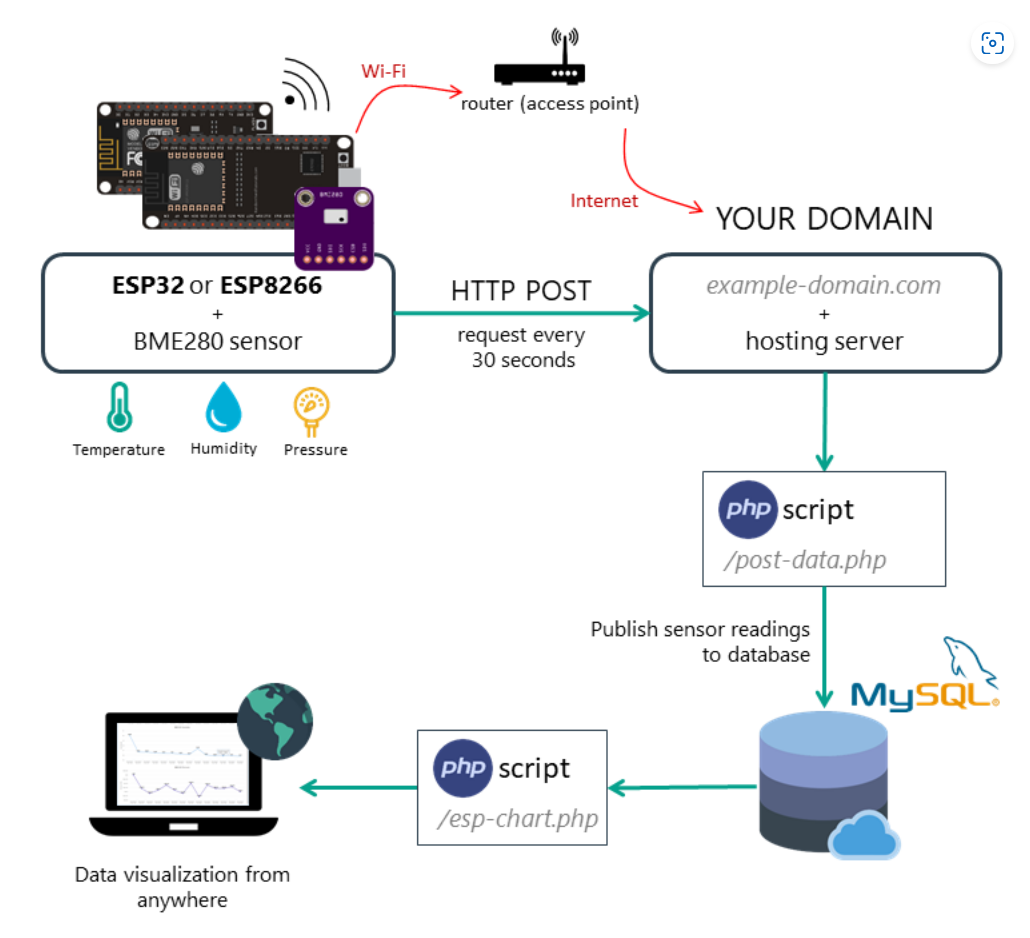 Wi-Fi
router (access point)
Internet
YOUR DOMAIN
BME280
ESP32 or ESP8266
+
BME280 sensor
HTTP POST
request every
30 seconds
example-domain.com
+
hosting server
Temperature
Humidity
Pressure
php script
/post-data.php
Publish sensor readings
to database
MySQL
php script
/esp-chart.php
Data visualization from
anywhere